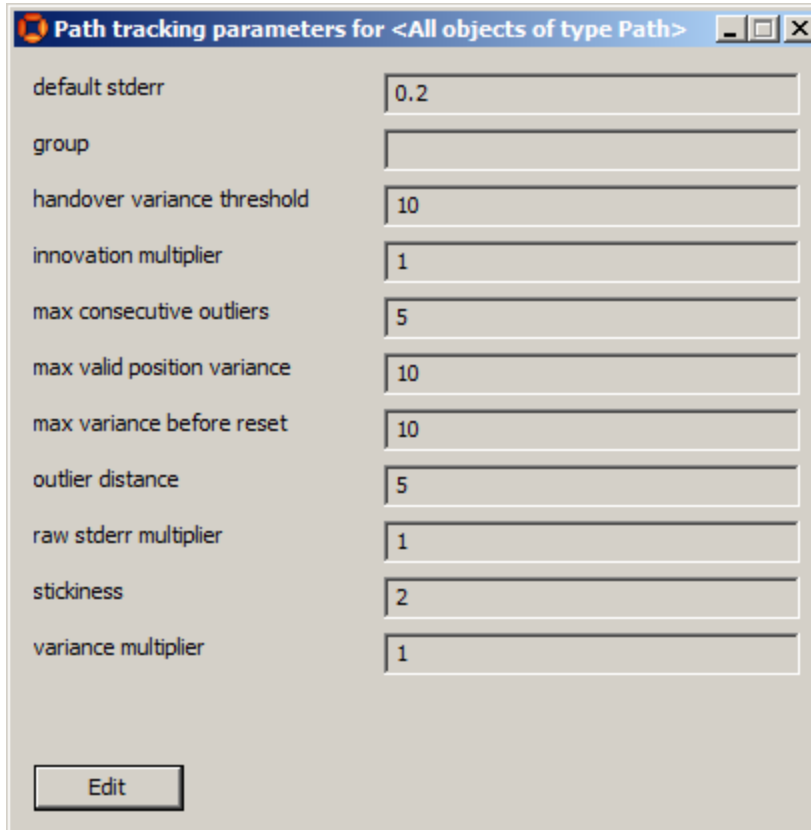 Path tracking parameters for <All objects of type Path>
default stderr 0.2
group
handover variance threshold 10
innovation multiplier 1
max consecutive outliers 5
max valid position variance 10
max variance before reset 10
outlier distance 5
raw stderr multiplier 1
stickiness 2
variance multiplier 1
Edit